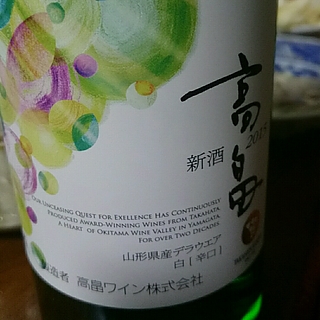 高畠
新酒
Our Unceasing Quest for Exellence Has Continuously
Produced Award-Winning Wines from Takahata,
a Heart of Okitama Wine Valley in Yamagata,
for over Two Decades.
山形県産デラウエア
白［辛口］
造者 高畠ワイン株式会社